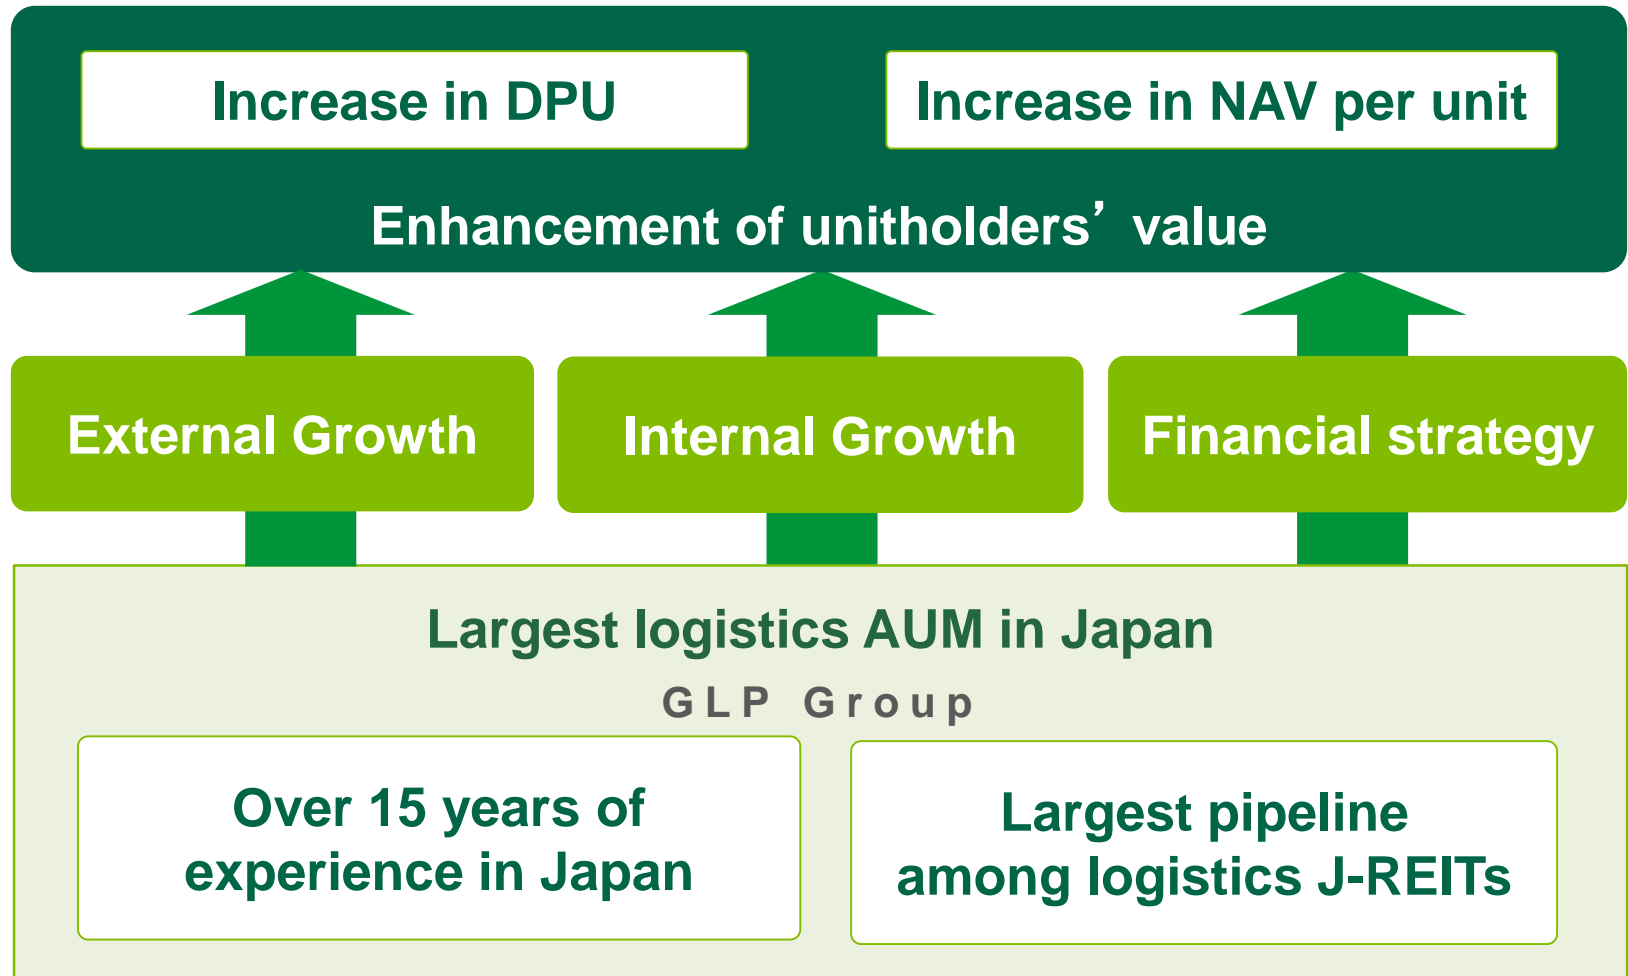 Increase in DPU
Increase in NAV per unit
Enhancement of unitholders’ value
External Growth
Internal Growth
Financial strategy
Largest logistics AUM in Japan
GLP Group
Over 15 years of
experience in Japan
Largest pipeline
among logistics J-REITs